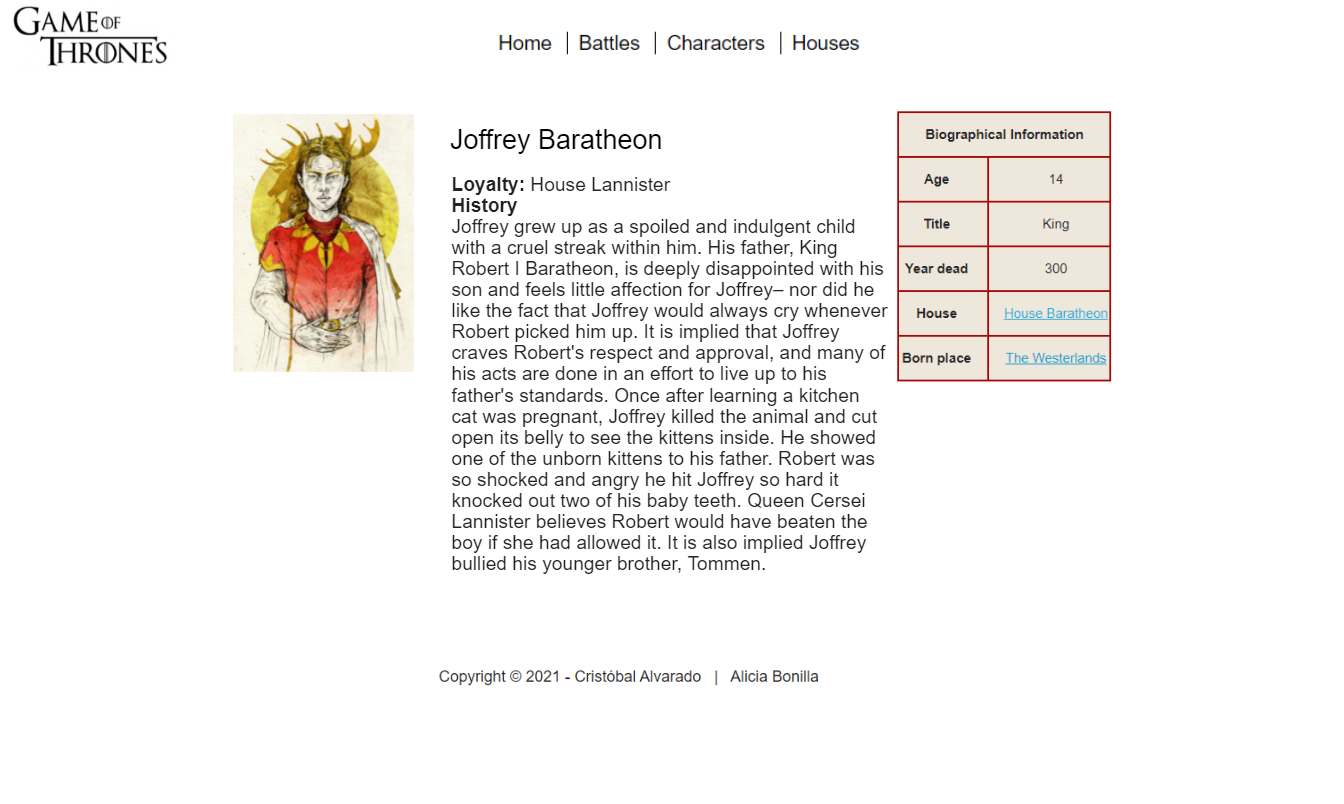 GAME OF
THRONES
Home | Battles | Characters | Houses
Joffrey Baratheon
Loyalty: House Lannister
History
Joffrey grew up as a spoiled and indulgent child
with a cruel streak within him. His father, King
Robert I Baratheon, is deeply disappointed with his
son and feels little affection for Joffrey– nor did he
like the fact that Joffrey would always cry whenever
Robert picked him up. It is implied that Joffrey
craves Robert's respect and approval, and many of
his acts are done in an effort to live up to his
father's standards. Once after learning a kitchen
cat was pregnant, Joffrey killed the animal and cut
open its belly to see the kittens inside. He showed
one of the unborn kittens to his father. Robert was
so shocked and angry he hit Joffrey so hard it
knocked out two of his baby teeth. Queen Cersei
Lannister believes Robert would have beaten the
boy if she had allowed it. It is also implied Joffrey
bullied his younger brother, Tommen.
Biographical Information
Age 14
Title King
Year dead 300
House House Baratheon
Born place The Westerlands
Copyright © 2021 - Cristóbal Alvarado | Alicia Bonilla